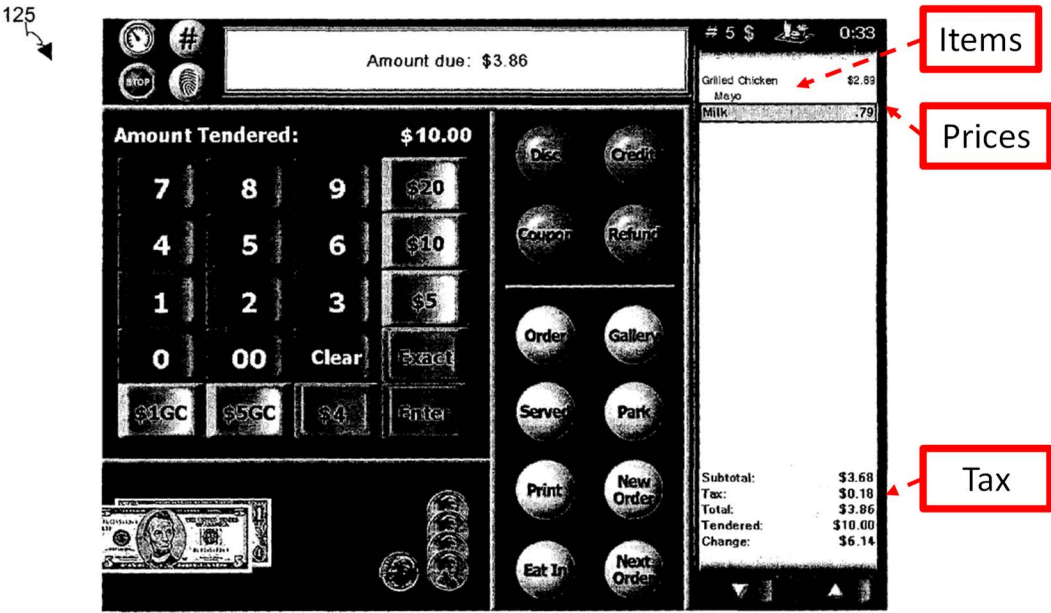 125
#
STOP
Amount due: $3.86
# 5 $ 0:33
Items
Grilled Chicken $2.89
Mayo
Milk .79
Prices
Amount Tendered: $10.00
7 8 9 $20
4 5 6 $10
1 2 3 $5
0 00 Clear Exact
$1GC $5GC $4 Enter
Disc Credit
Coupon Refund
Order Gallery
Served Park
Print New Order
Eat In Next Order
Subtotal: $3.68
Tax: $0.18
Total: $3.86
Tendered: $10.00
Change: $6.14
Tax